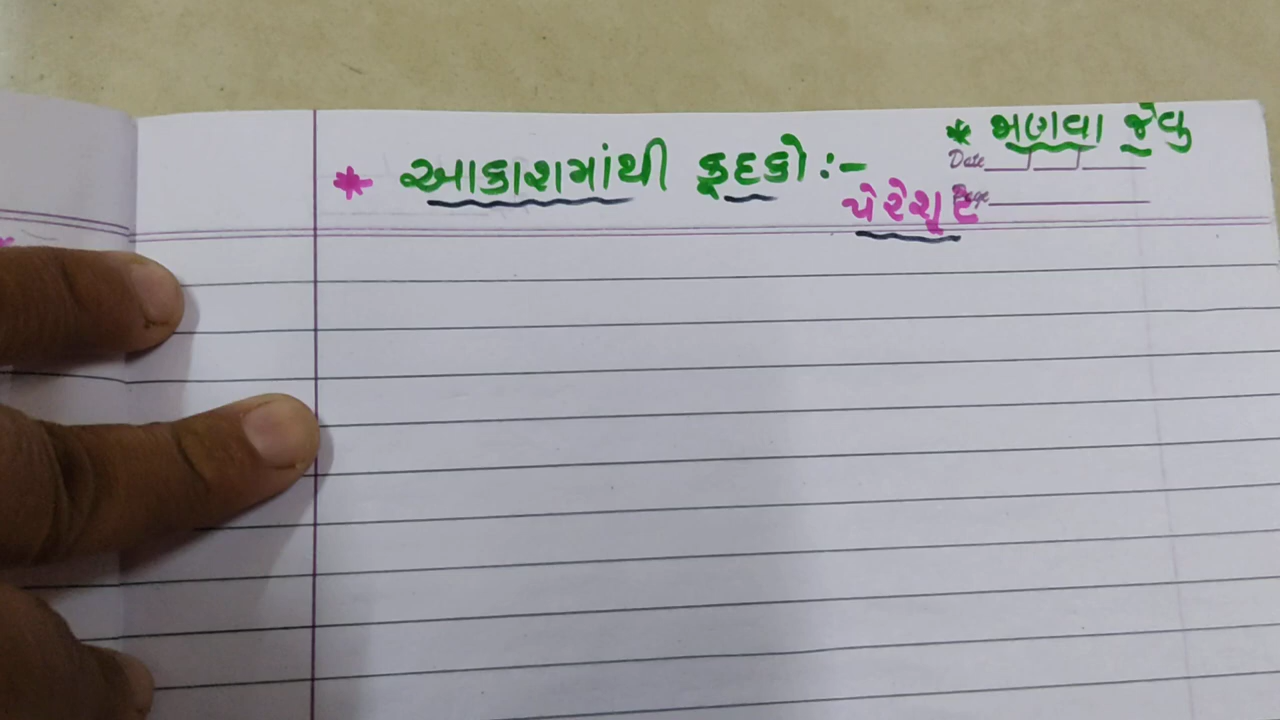 * ભણવા જેવુ
* આકાશમાંથી કૂદકો :-
Date
પેરેશૂટ
Page